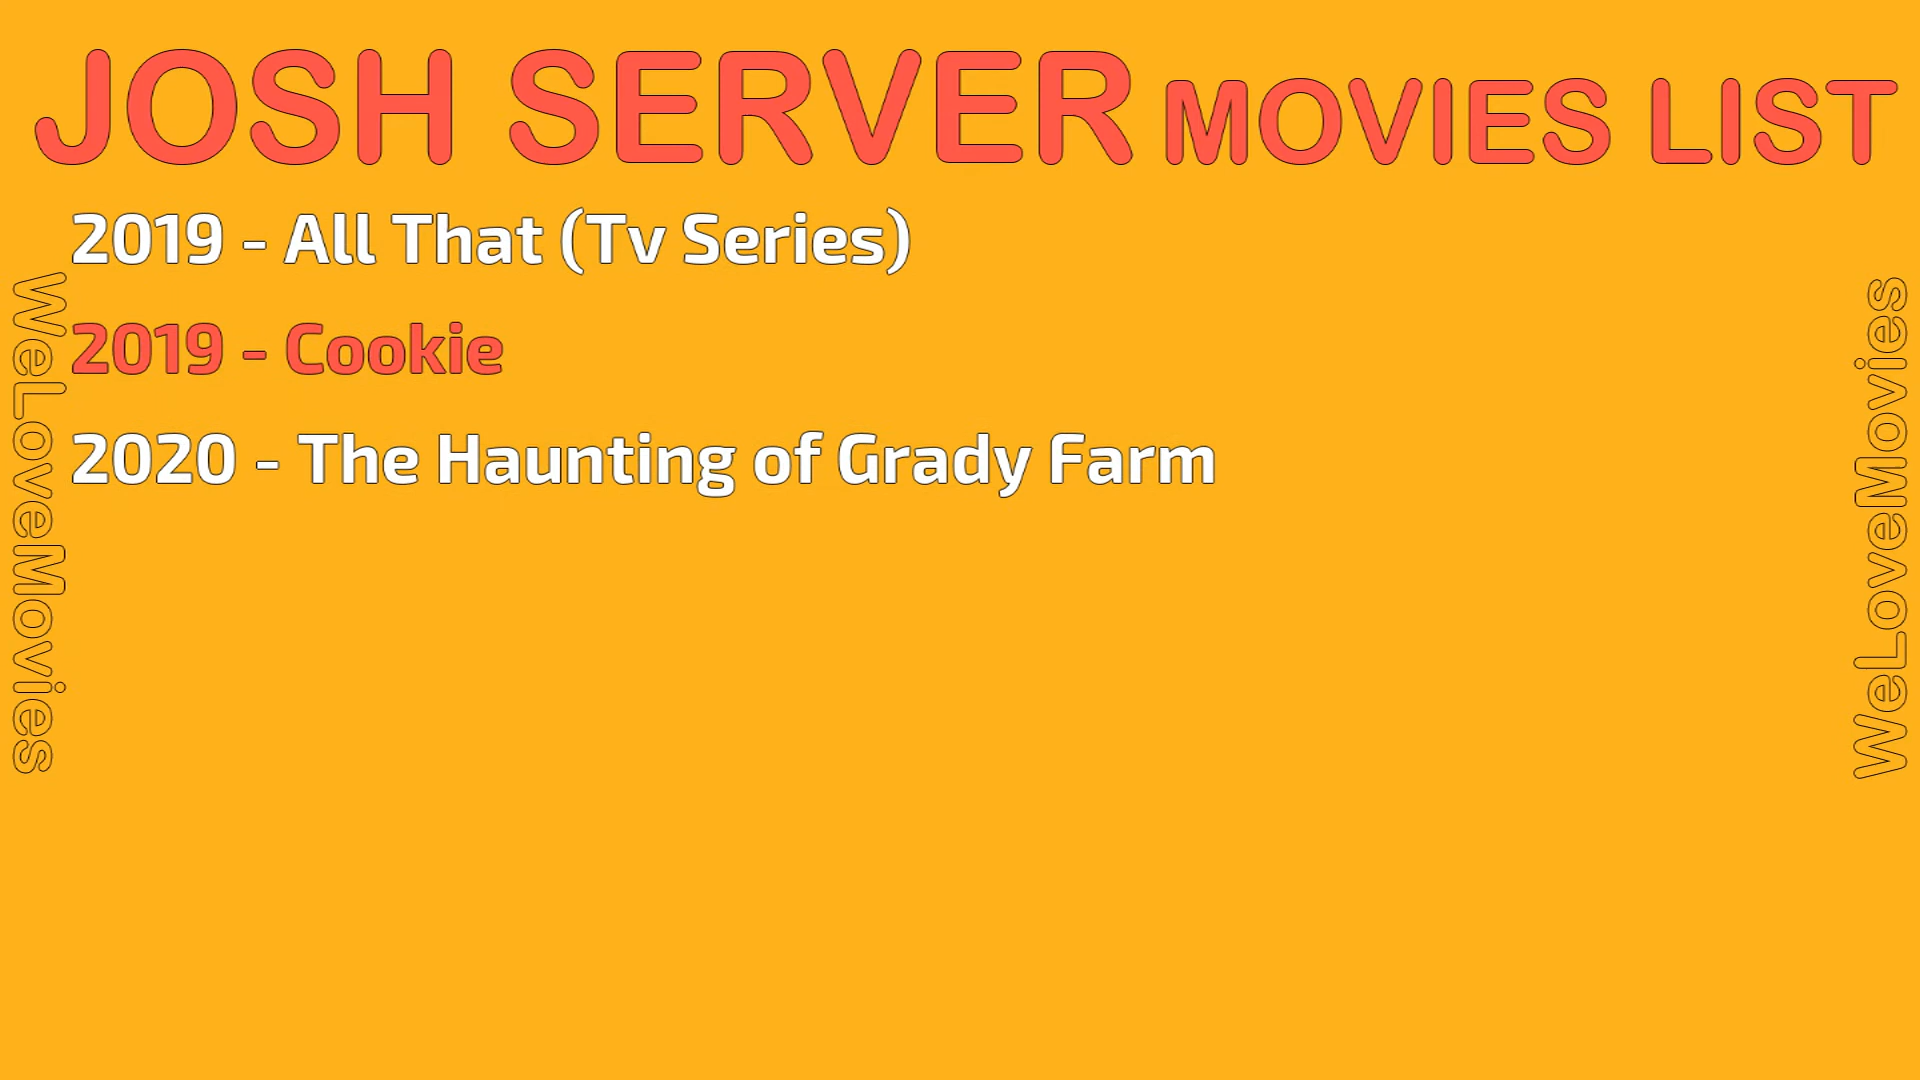 JOSH SERVER MOVIES LIST
2019 - All That (Tv Series)
2019 - Cookie
2020 - The Haunting of Grady Farm
WeLoveMovies
WeLoveMovies